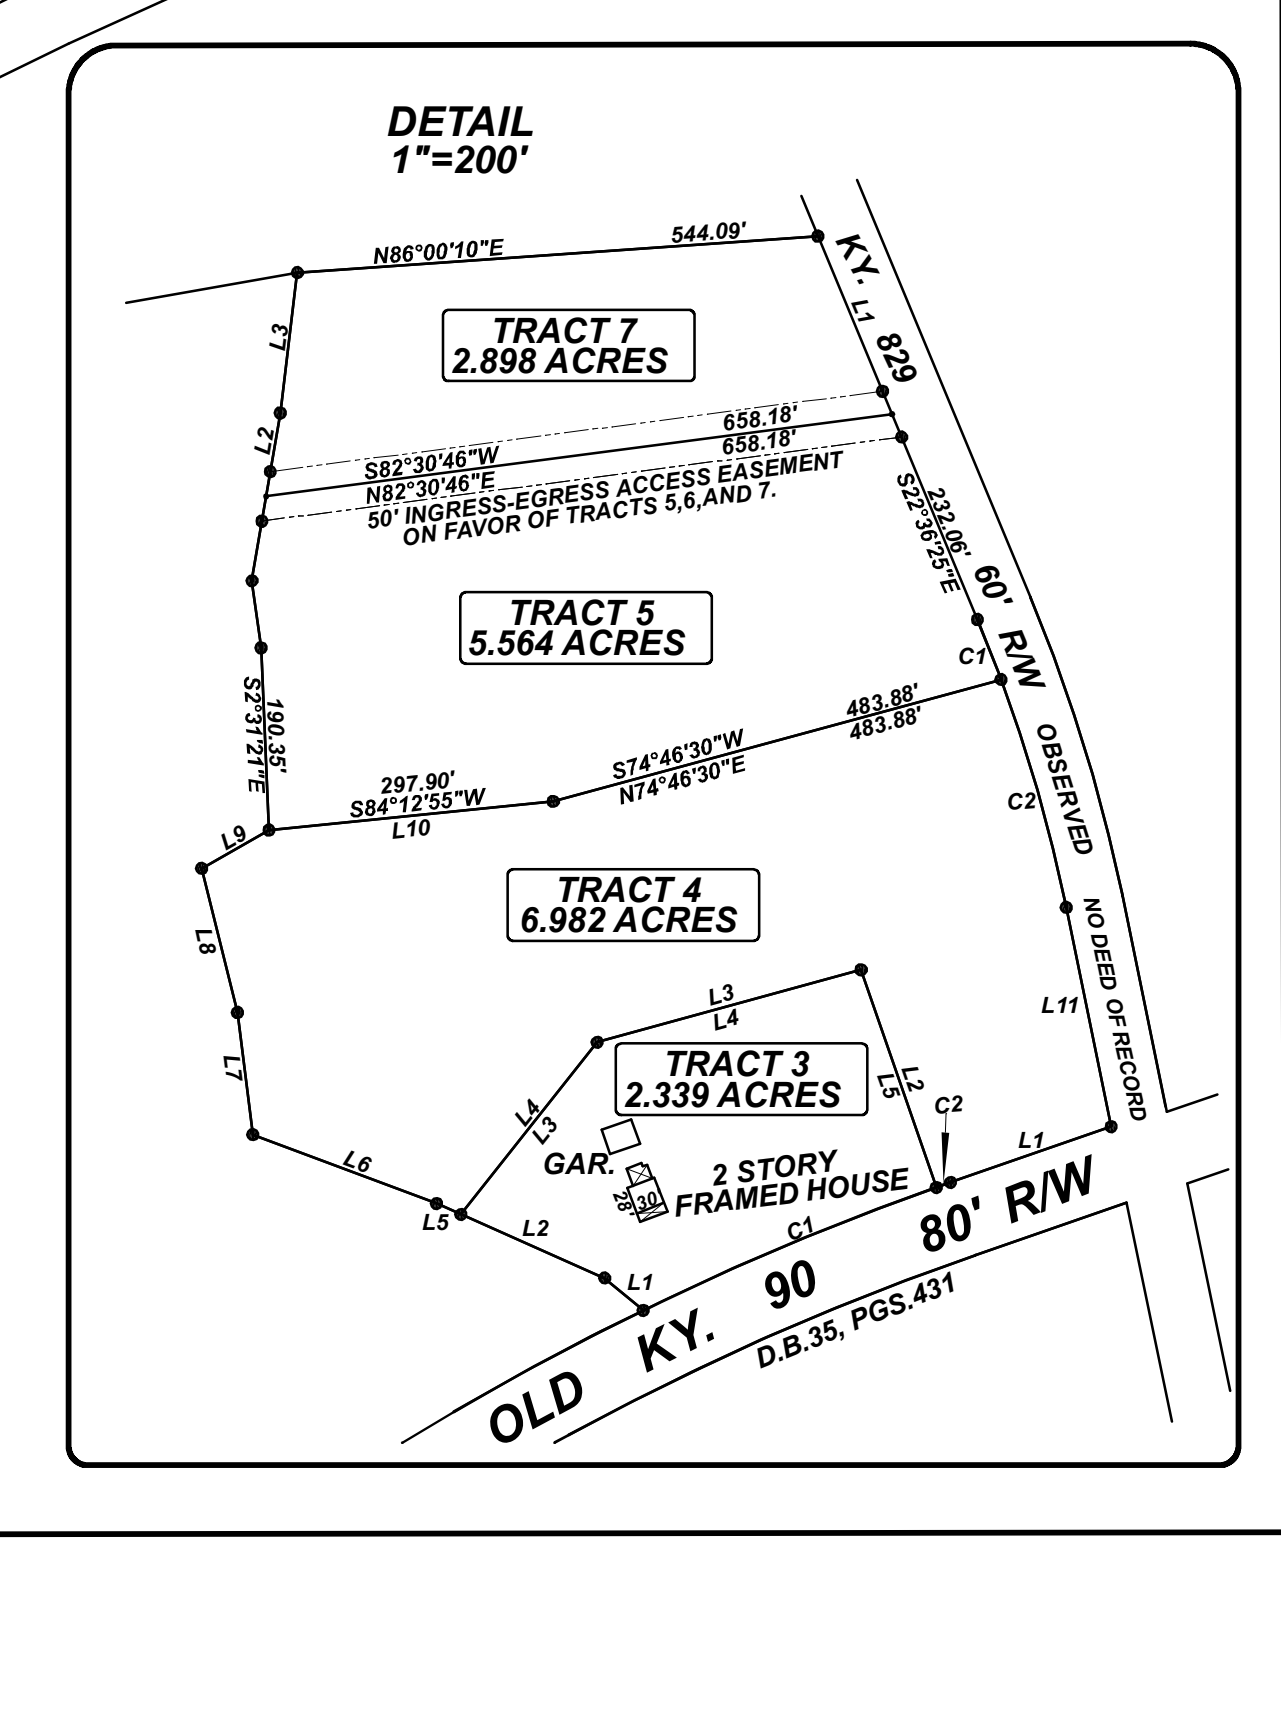 DETAIL
1"=200'
N86°00'10"E
544.09'
KY. 829
L1
L3
TRACT 7
2.898 ACRES
L2
658.18'
S82°30'46"W
658.18'
N82°30'46"E
50' INGRESS-EGRESS ACCESS EASEMENT
ON FAVOR OF TRACTS 5,6,AND 7.
232.06'
S22°36'25"E
60' R/W
OBSERVED
NO DEED OF RECORD
TRACT 5
5.564 ACRES
C1
190.35'
S2°31'21"E
483.88'
S74°46'30"W
483.88'
N74°46'30"E
297.90'
S84°12'55"W
L10
L9
C2
TRACT 4
6.982 ACRES
L8
L3
L4
L11
L7
TRACT 3
2.339 ACRES
L2
L5
C2
L4
L3
L1
GAR.
2 STORY
FRAMED HOUSE
28'
30
L6
L5
L2
L1
C1
OLD KY. 90 80' R/W
D.B.35, PGS.431